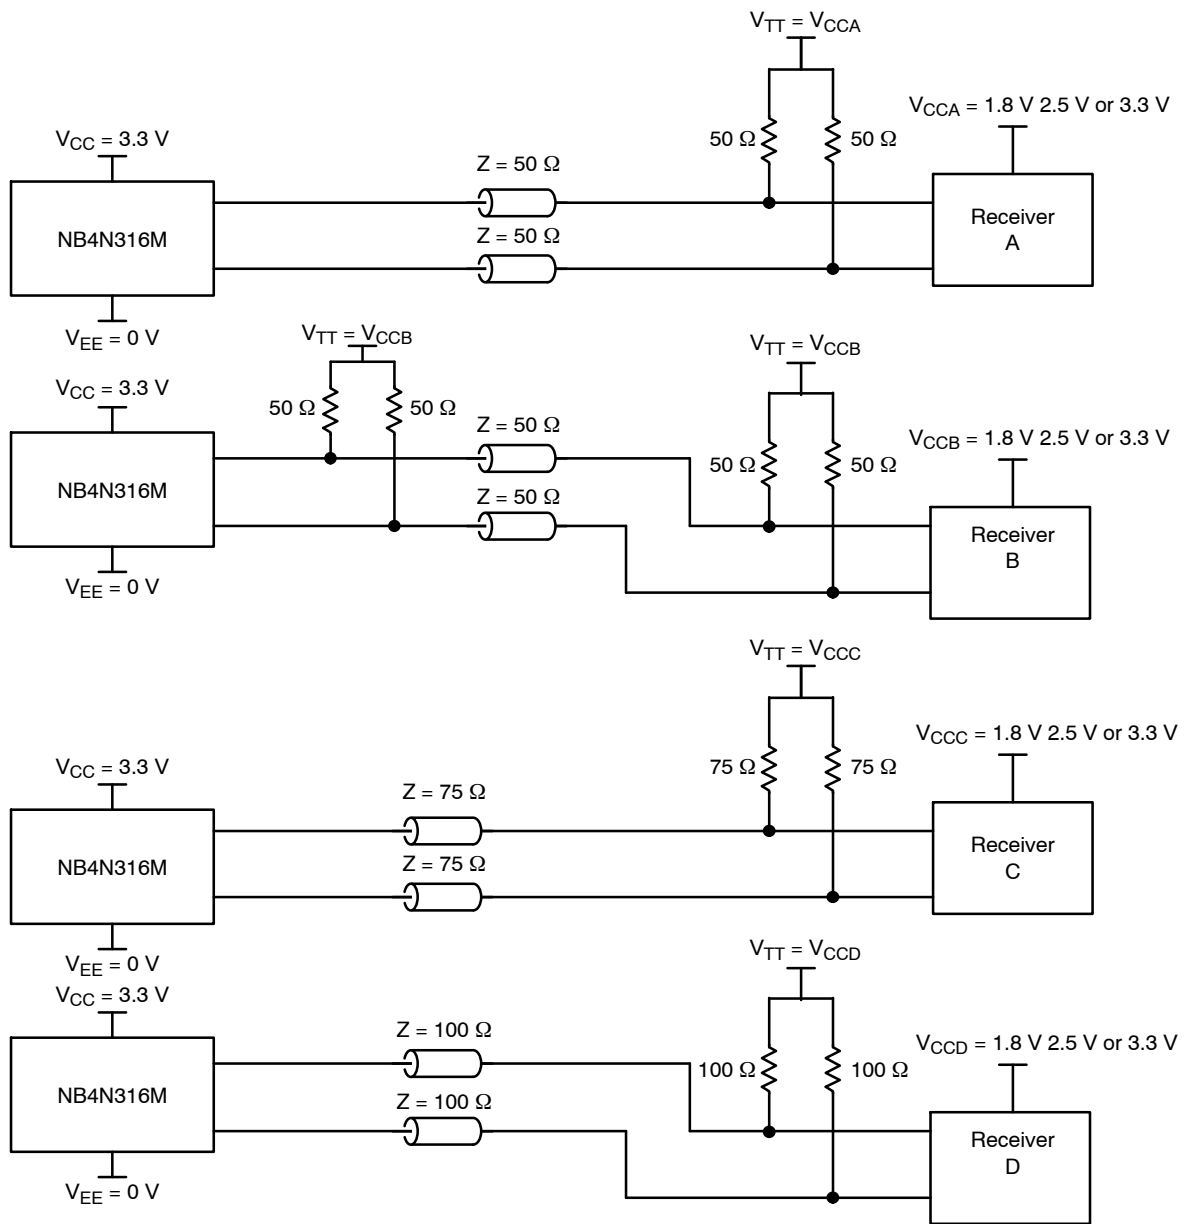 V_TT = V_CCA
V_CCA = 1.8 V 2.5 V or 3.3 V
V_CC = 3.3 V
50 Ω
50 Ω
Z = 50 Ω
NB4N316M
Receiver
A
Z = 50 Ω
V_EE = 0 V
V_TT = V_CCB
V_TT = V_CCB
V_CC = 3.3 V
50 Ω
50 Ω
Z = 50 Ω
V_CCB = 1.8 V 2.5 V or 3.3 V
50 Ω
50 Ω
NB4N316M
Z = 50 Ω
Receiver
B
V_EE = 0 V
V_TT = V_CCC
V_CCC = 1.8 V 2.5 V or 3.3 V
V_CC = 3.3 V
75 Ω
75 Ω
Z = 75 Ω
NB4N316M
Z = 75 Ω
Receiver
C
V_EE = 0 V
V_TT = V_CCD
V_CC = 3.3 V
Z = 100 Ω
V_CCD = 1.8 V 2.5 V or 3.3 V
100 Ω
100 Ω
NB4N316M
Z = 100 Ω
Receiver
D
V_EE = 0 V